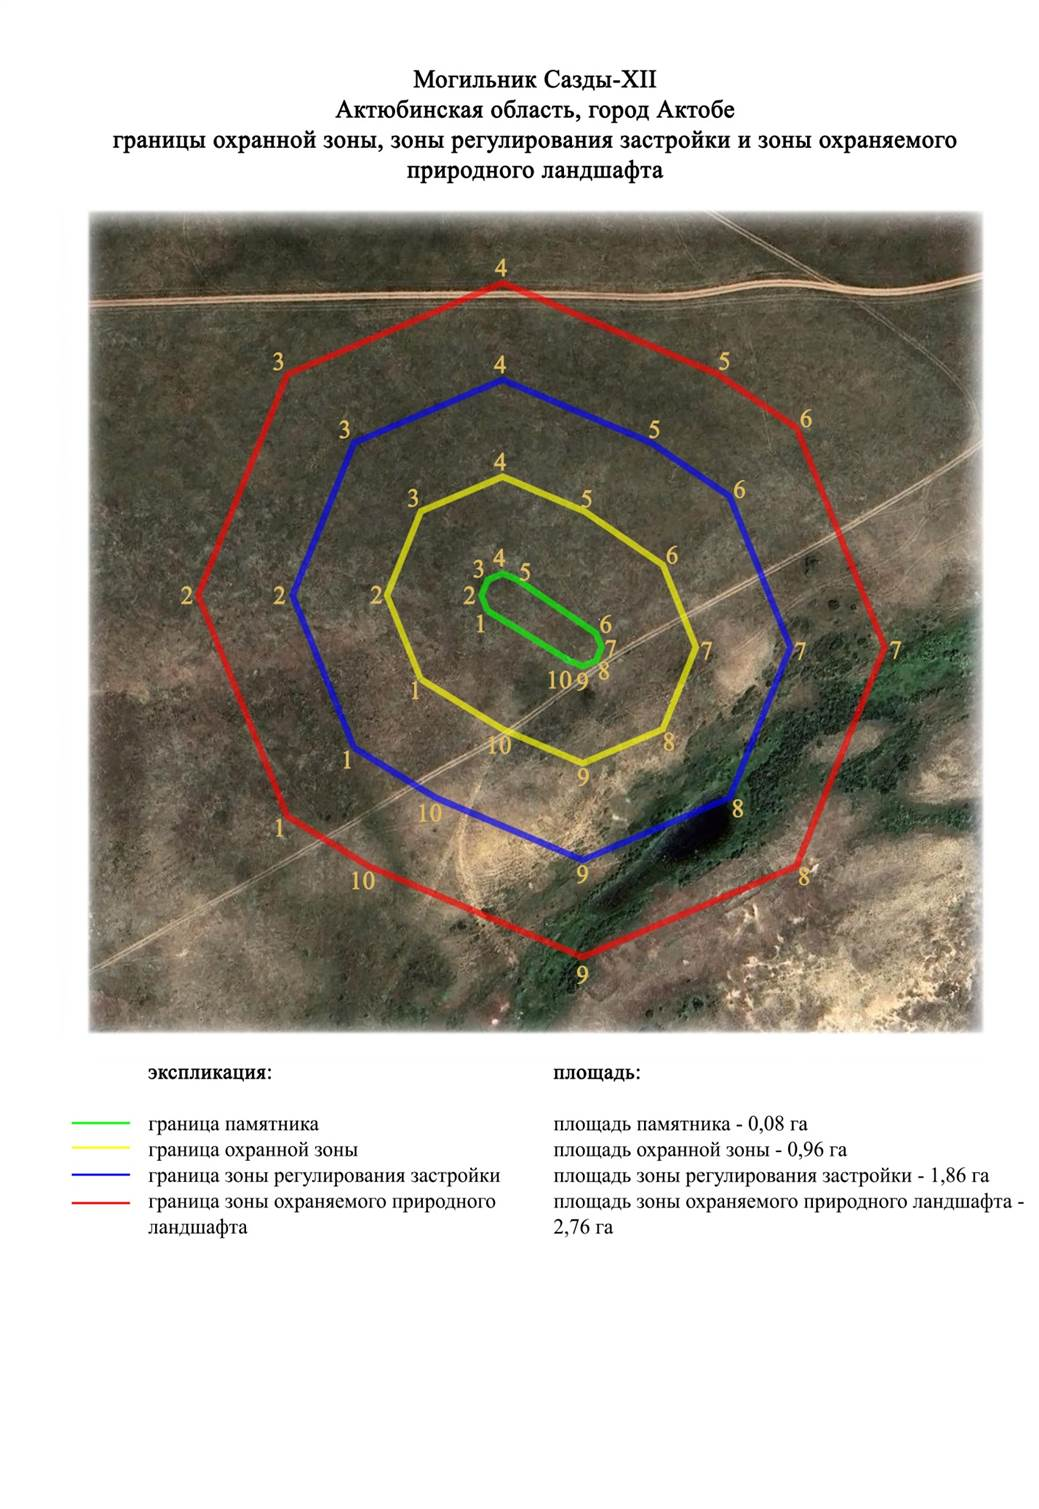 Могильник Сазды-XII
Актюбинская область, город Актобе
границы охранной зоны, зоны регулирования застройки и зоны охраняемого
природного ландшафта
4
3
5
6
4
3
5
6
4
3
5
6
4
3
5
2
2
2
2
1
6
7
8
9
10
7
7
7
1
10
8
9
1
10
8
9
1
10
8
9
экспликация:
площадь:
граница памятника
площадь памятника - 0,08 га
граница охранной зоны
площадь охранной зоны - 0,96 га
граница зоны регулирования застройки
площадь зоны регулирования застройки - 1,86 га
граница зоны охраняемого природного
ландшафта
площадь зоны охраняемого природного ландшафта -
2,76 га